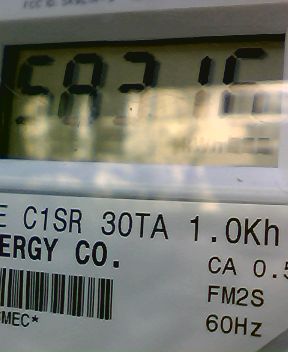 58316
E C1SR 30TA 1.0Kh
ERGY CO.
CA 0.5
FM2S
60Hz
MEC*